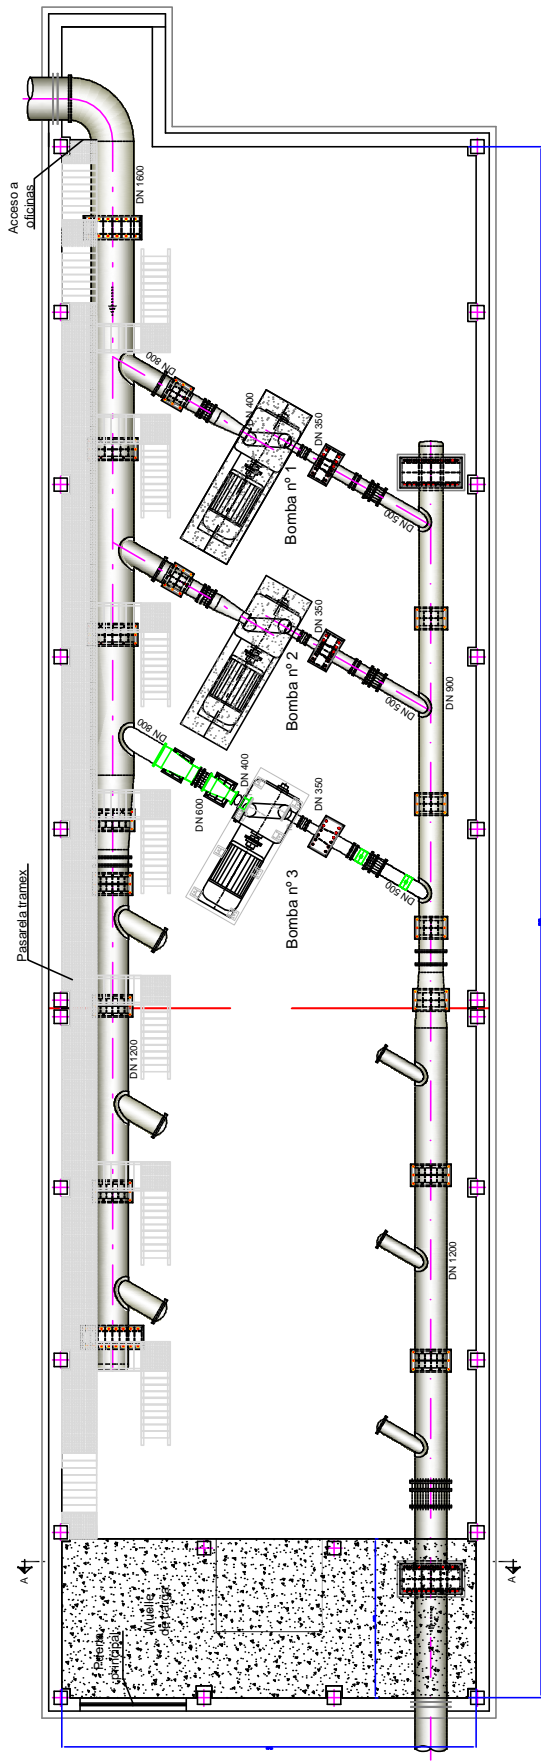 Acceso a
oficinas
DN 1600
DN 800
DN 400
DN 350
Bomba nº 1
DN 500
DN 350
Bomba nº 2
DN 500
DN 900
DN 800
DN 400
DN 600
DN 350
Bomba nº 3
DN 500
Pasarela tramex
DN 1200
DN 1200
A
A
Muelle
de carga
Puerta
principal